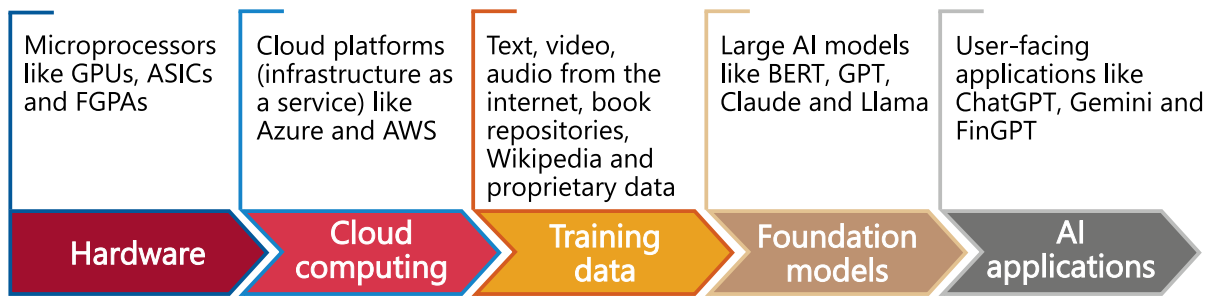 Microprocessors
like GPUs, ASICs
and FGPAs
Cloud platforms
(infrastructure as
a service) like
Azure and AWS
Text, video,
audio from the
internet, book
repositories,
Wikipedia and
proprietary data
Large AI models
like BERT, GPT,
Claude and Llama
User-facing
applications like
ChatGPT, Gemini and
FinGPT
Hardware
Cloud
computing
Training
data
Foundation
models
AI
applications